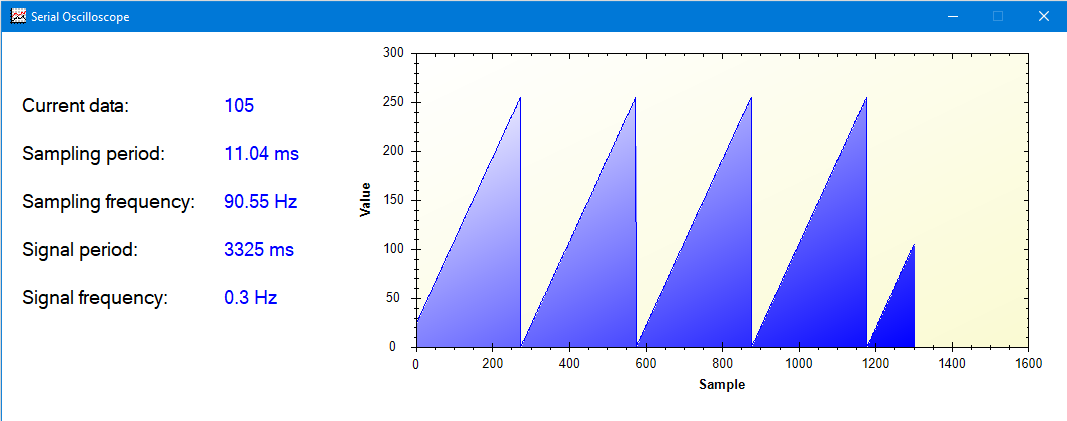 Serial Oscilloscope
Current data: 105
Sampling period: 11.04 ms
Sampling frequency: 90.55 Hz
Signal period: 3325 ms
Signal frequency: 0.3 Hz
300
250
200
150
100
50
0
Value
0 200 400 600 800 1000 1200 1400 1600
Sample